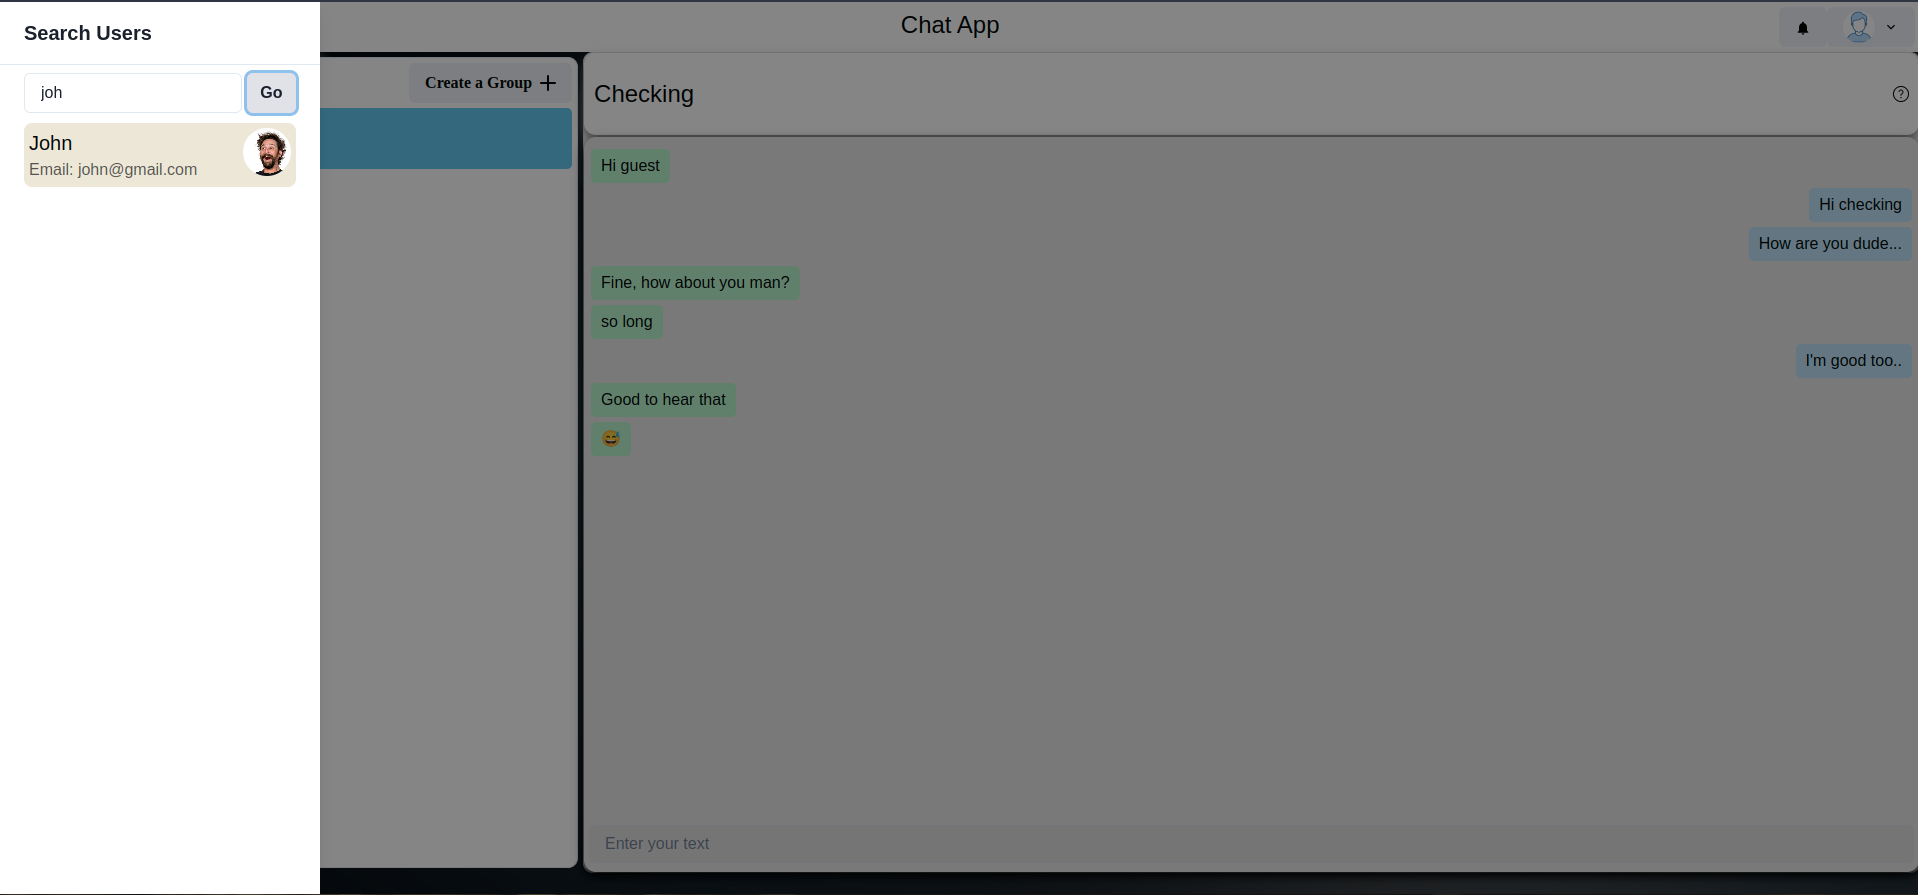 Search Users
joh
Go
John
Email: john@gmail.com
Chat App
Create a Group
Checking
Hi guest
Hi checking
How are you dude...
Fine, how about you man?
so long
I'm good too..
Good to hear that
😅
Enter your text